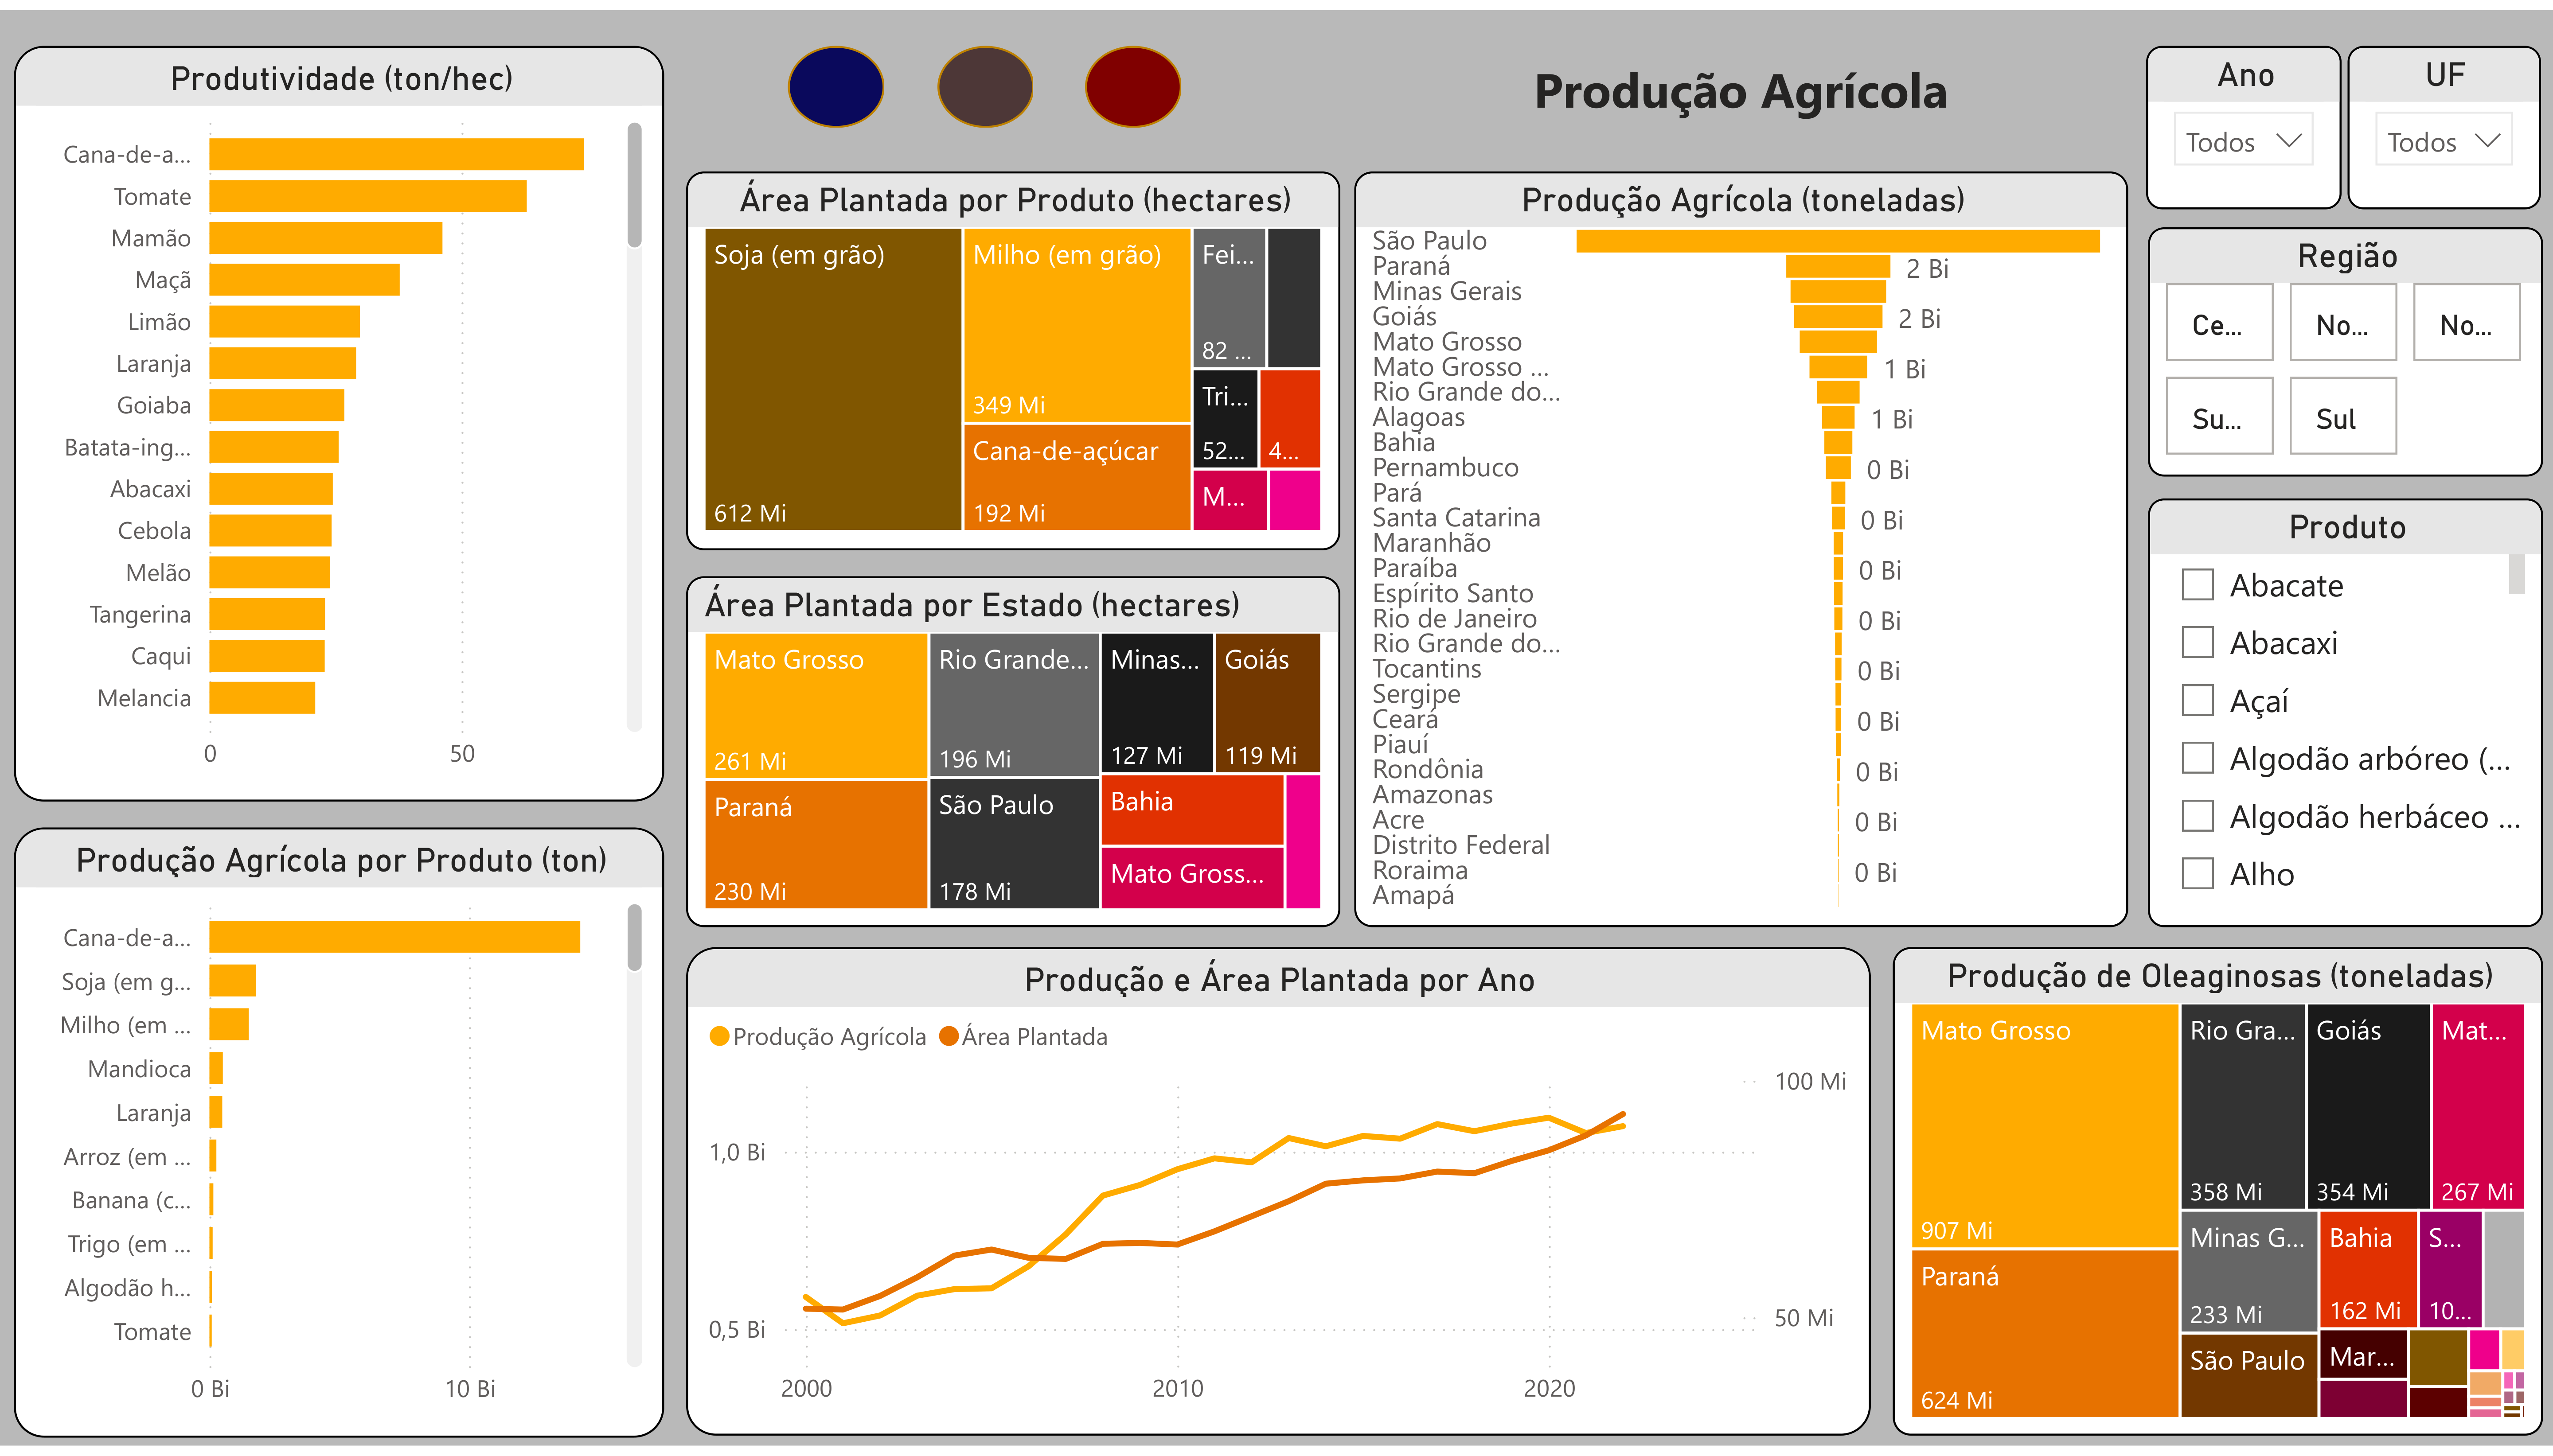 Produtividade (ton/hec)
Cana-de-a...
Tomate
Mamão
Maçã
Limão
Laranja
Goiaba
Batata-ing...
Abacaxi
Cebola
Melão
Tangerina
Caqui
Melancia
0
50
Produção Agrícola por Produto (ton)
Cana-de-a...
Soja (em g...
Milho (em ...
Mandioca
Laranja
Arroz (em ...
Banana (c...
Trigo (em ...
Algodão h...
Tomate
0 Bi
10 Bi
Produção Agrícola
Área Plantada por Produto (hectares)
Soja (em grão)
612 Mi
Milho (em grão)
349 Mi
Cana-de-açúcar
192 Mi
Fei...
82 ...
Tri...
52...
4...
M...
Área Plantada por Estado (hectares)
Mato Grosso
261 Mi
Paraná
230 Mi
Rio Grande...
196 Mi
São Paulo
178 Mi
Minas...
127 Mi
Goiás
119 Mi
Bahia
Mato Gross...
Produção Agrícola (toneladas)
São Paulo
Paraná
2 Bi
Minas Gerais
Goiás
2 Bi
Mato Grosso
Mato Grosso ...
1 Bi
Rio Grande do...
Alagoas
1 Bi
Bahia
Pernambuco
0 Bi
Pará
Santa Catarina
0 Bi
Maranhão
Paraíba
0 Bi
Espírito Santo
Rio de Janeiro
0 Bi
Rio Grande do...
Tocantins
0 Bi
Sergipe
Ceará
0 Bi
Piauí
Rondônia
0 Bi
Amazonas
Acre
0 Bi
Distrito Federal
Roraima
0 Bi
Amapá
Ano
Todos
UF
Todos
Região
Ce...
No...
No...
Su...
Sul
Produto
Abacate
Abacaxi
Açaí
Algodão arbóreo (...
Algodão herbáceo ...
Alho
Produção e Área Plantada por Ano
Produção Agrícola
Área Plantada
100 Mi
1,0 Bi
50 Mi
0,5 Bi
2000
2010
2020
Produção de Oleaginosas (toneladas)
Mato Grosso
907 Mi
Paraná
624 Mi
Rio Gra...
358 Mi
Goiás
354 Mi
Mat...
267 Mi
Minas G...
233 Mi
São Paulo
Bahia
162 Mi
S...
10...
Mar...